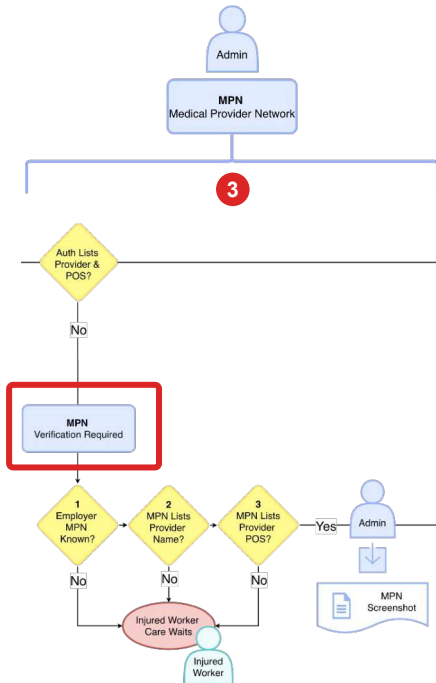 Admin
MPN
Medical Provider Network
3
Auth Lists
Provider &
POS?
No
MPN
Verification Required
1
Employer
MPN
Known?
2
MPN Lists
Provider
Name?
3
MPN Lists
Provider
POS?
Yes
Admin
No
No
No
MPN
Screenshot
Injured Worker
Care Waits
Injured
Worker